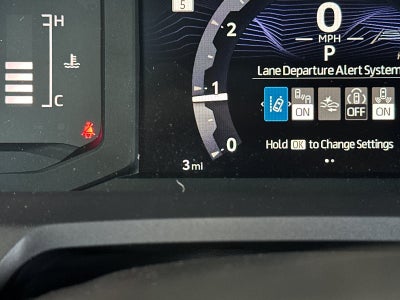 5
H
C
2
1
0
0
MPH
P
Lane Departure Alert System
ON
OFF
ON
Hold OK to Change Settings
3 ml